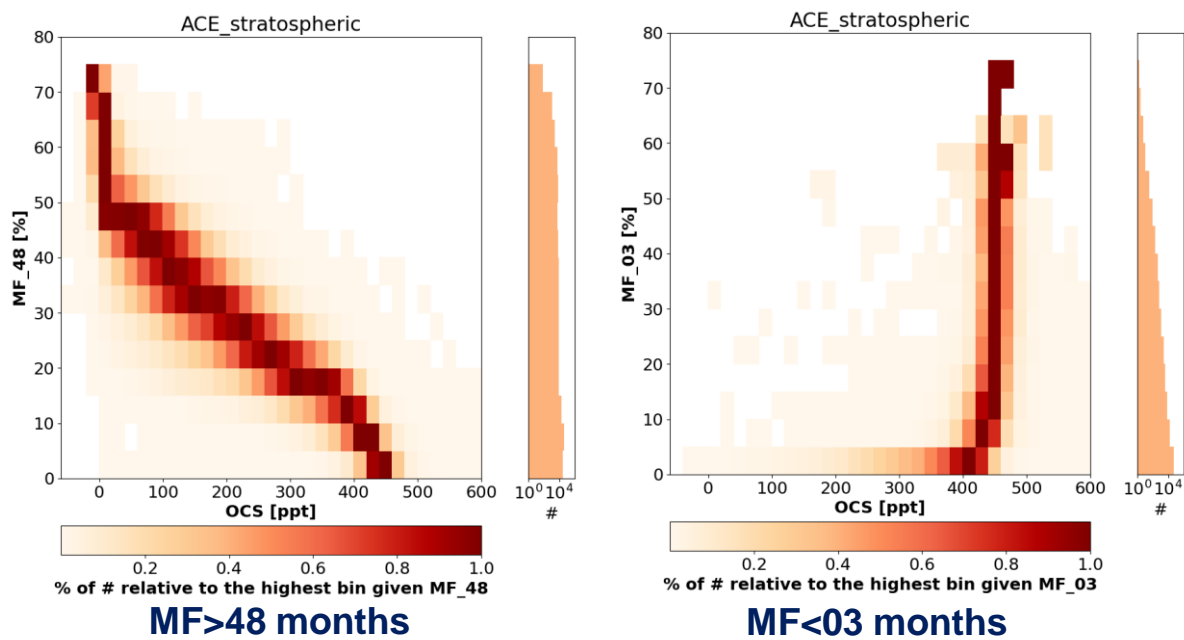 ACE_stratospheric
80
70
60
50
40
30
20
10
0
MF_48 [%]
0 100 200 300 400 500 600
OCS [ppt]
10⁰ 10⁴
#
0.2 0.4 0.6 0.8 1.0
% of # relative to the highest bin given MF_48
MF>48 months
ACE_stratospheric
80
70
60
50
40
30
20
10
0
MF_03 [%]
0 100 200 300 400 500 600
OCS [ppt]
10⁰ 10⁴
#
0.2 0.4 0.6 0.8 1.0
% of # relative to the highest bin given MF_03
MF<03 months